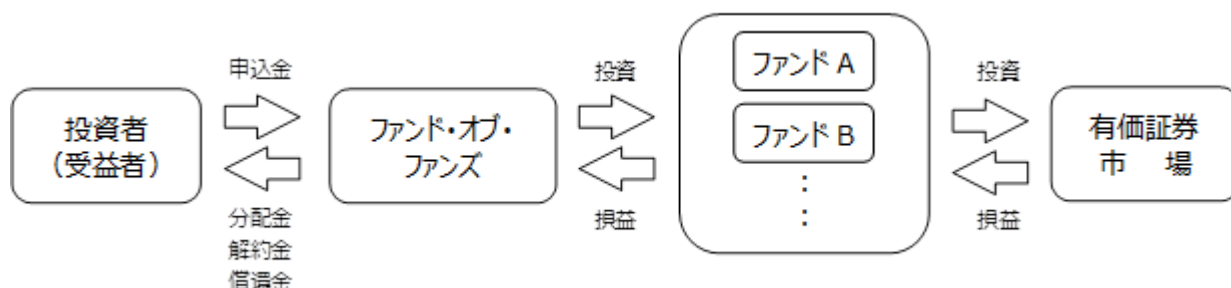 投資者
（受益者）
申込金
分配金
解約金
償還金
ファンド・オブ・
ファンズ
投資
損益
ファンド A
ファンド B
：
：
投資
損益
有価証券
市　場